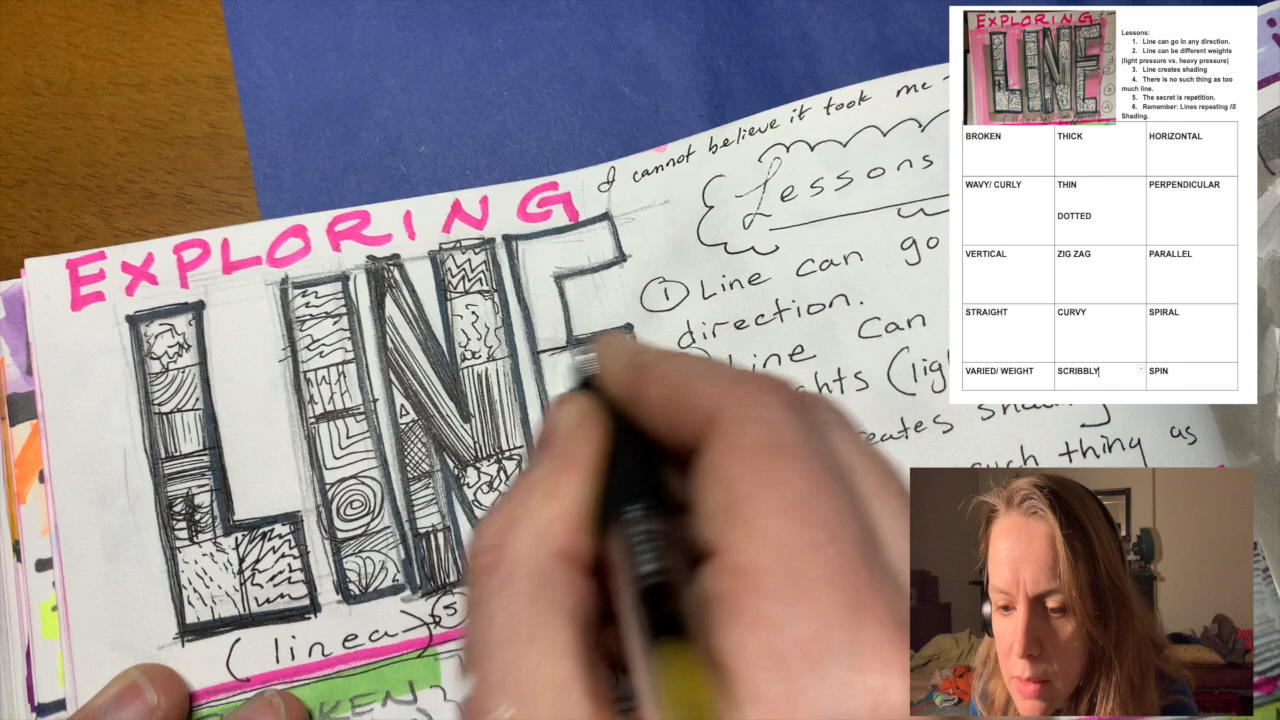 EXPLORING
I cannot believe it took me
Lessons
LINE
① Line can go
direction.
Line can
(lig
such thing as
(linea)
EXPLORING
LINE
Lessons:
1. Line can go in any direction.
2. Line can be different weights
(light pressure vs. heavy pressure)
3. Line creates shading
4. There is no such thing as too
much line.
5. The secret is repetition.
6. Remember: Lines repeating IS
Shading.
BROKEN THICK HORIZONTAL
WAVY/ CURLY THIN PERPENDICULAR
DOTTED
VERTICAL ZIG ZAG PARALLEL
STRAIGHT CURVY SPIRAL
VARIED/ WEIGHT SCRIBBLY SPIN